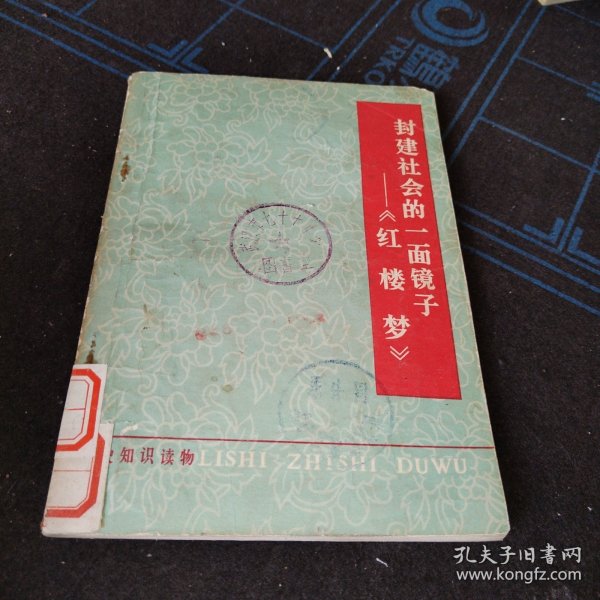 封建社会的一面镜子
——《红楼梦》
知识读物
LISHI ZHISHI DUWU
孔夫子旧书网
www.kongfz.com